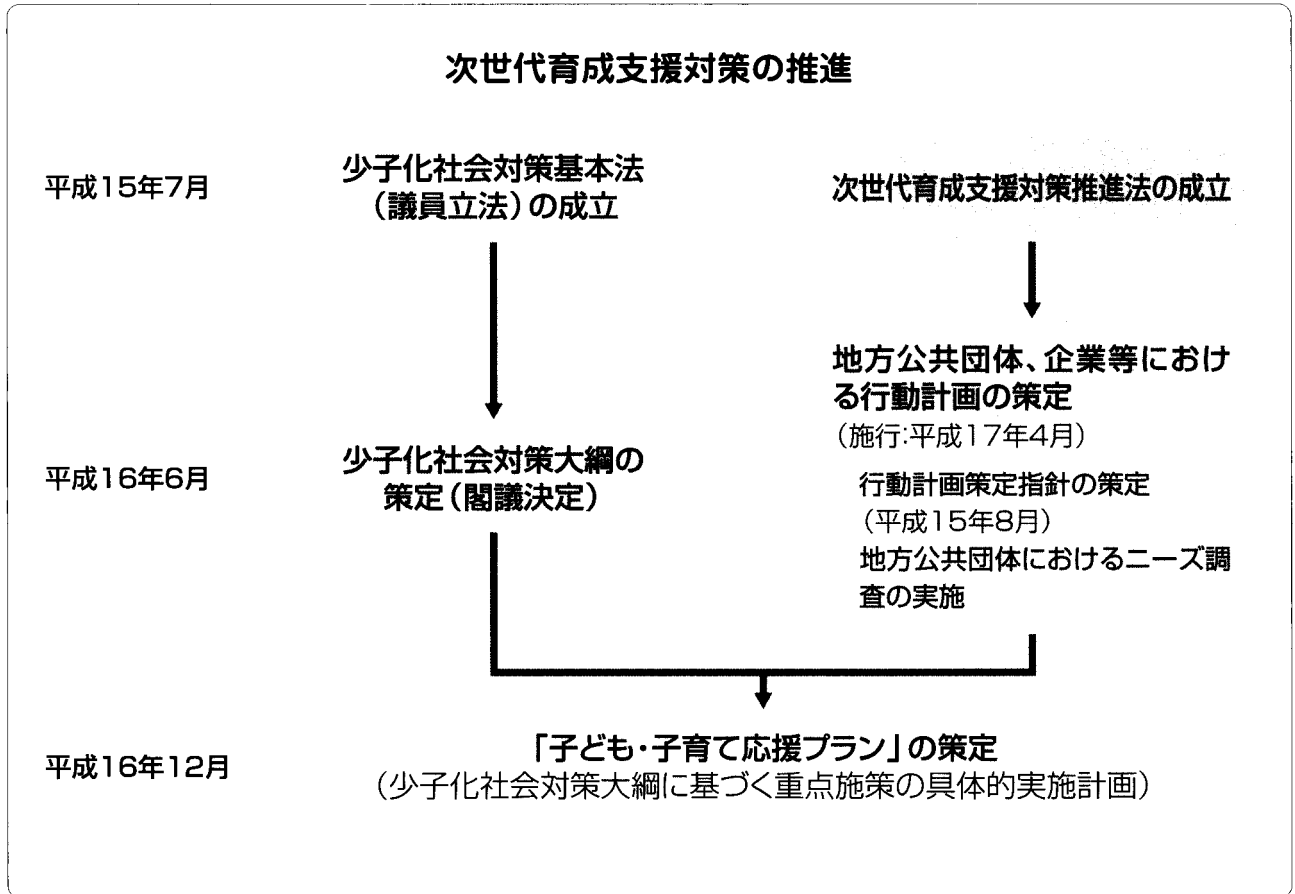 次世代育成支援対策の推進
平成15年7月
少子化社会対策基本法
（議員立法）の成立
次世代育成支援対策推進法の成立
地方公共団体、企業等におけ
る行動計画の策定
（施行:平成17年4月）
平成16年6月
少子化社会対策大綱の
策定（閣議決定）
行動計画策定指針の策定
（平成15年8月）
地方公共団体におけるニーズ調
査の実施
平成16年12月
「子ども・子育て応援プラン」の策定
（少子化社会対策大綱に基づく重点施策の具体的実施計画）